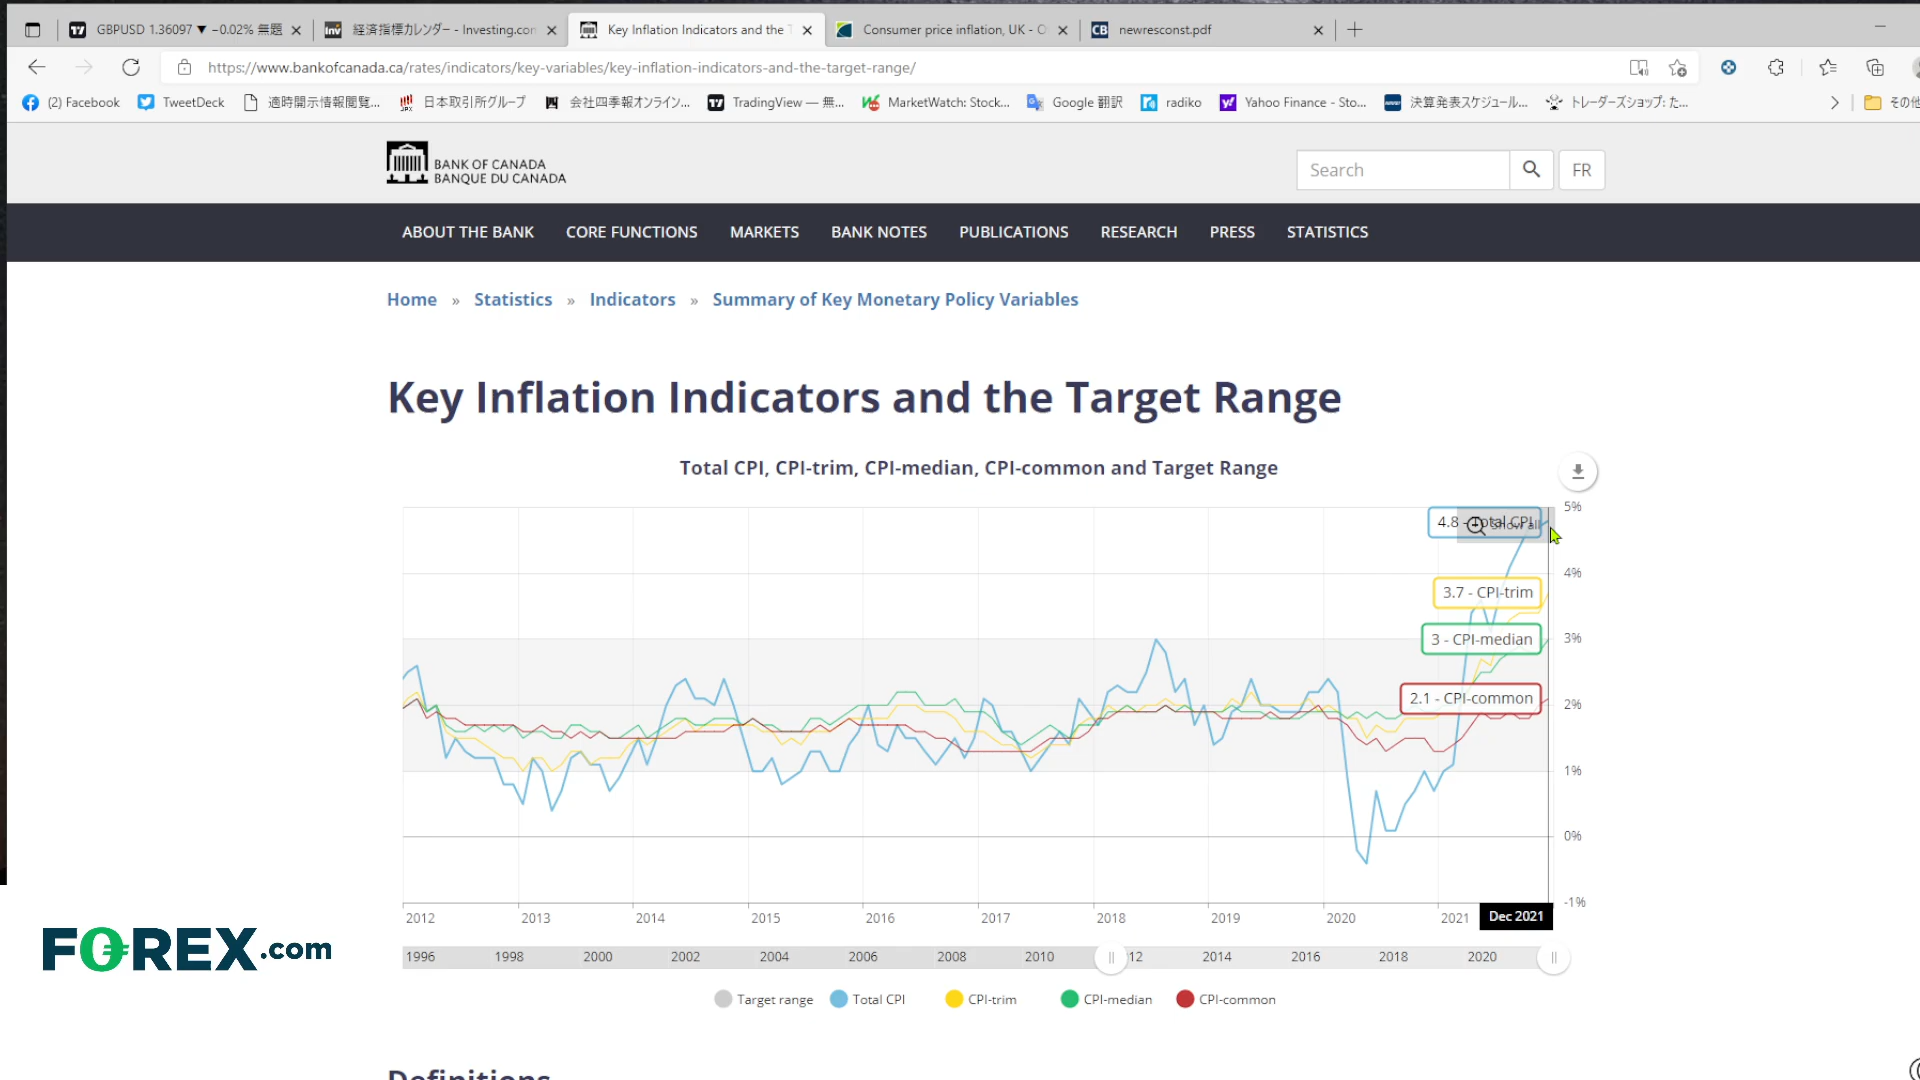 GBPUSD 1.36097 ▼ −0.02% 無題
経済指標カレンダー - Investing.com
Key Inflation Indicators and the T
Consumer price inflation, UK - O
newresconst.pdf
https://www.bankofcanada.ca/rates/indicators/key-variables/key-inflation-indicators-and-the-target-range/
(2) Facebook
TweetDeck
適時開示情報閲覧...
日本取引所グループ
会社四季報オンライン...
TradingView — 無...
MarketWatch: Stock...
Google 翻訳
radiko
Yahoo Finance - Sto...
決算発表スケジュール...
トレーダーズショップ: た...
その他
BANK OF CANADA
BANQUE DU CANADA
Search
FR
ABOUT THE BANK
CORE FUNCTIONS
MARKETS
BANK NOTES
PUBLICATIONS
RESEARCH
PRESS
STATISTICS
Home » Statistics » Indicators » Summary of Key Monetary Policy Variables
Key Inflation Indicators and the Target Range
Total CPI, CPI-trim, CPI-median, CPI-common and Target Range
5%
4.8 - Total CPI
Show all
4%
3.7 - CPI-trim
3 - CPI-median
3%
2.1 - CPI-common
2%
1%
0%
-1%
2012 2013 2014 2015 2016 2017 2018 2019 2020 2021 Dec 2021
1996 1998 2000 2002 2004 2006 2008 2010 12 2014 2016 2018 2020
Target range
Total CPI
CPI-trim
CPI-median
CPI-common
FOREX.com
Definitions